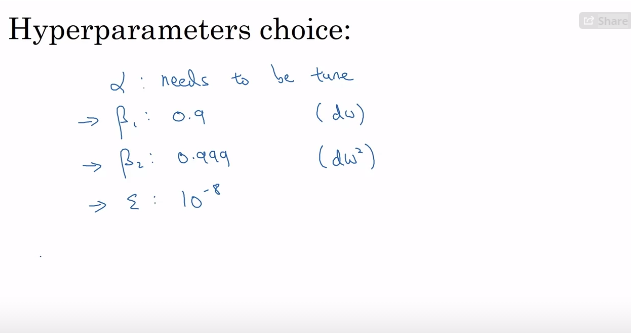 Share
Hyperparameters choice:
α : needs to be tune
→ β₁ : 0.9 (dw)
→ β₂ : 0.999 (dw²)
→ ε : 10⁻⁸